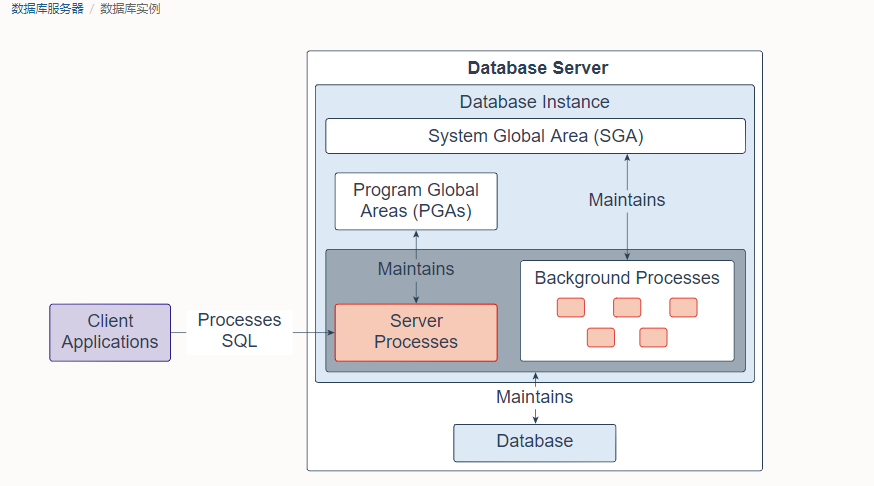 数据库服务器 / 数据库实例
Database Server
Database Instance
System Global Area (SGA)
Program Global
Areas (PGAs)
Maintains
Maintains
Background Processes
Client
Applications
Processes
SQL
Server
Processes
Maintains
Database